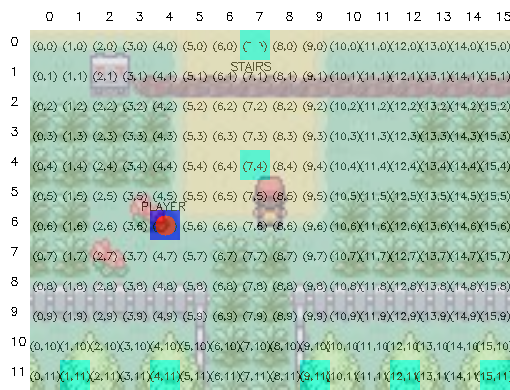 0 1 2 3 4 5 6 7 8 9 10 11 12 13 14 15
0 (0,0) (1,0) (2,0) (3,0) (4,0) (5,0) (6,0) (8,0) (9,0) (10,0) (11,0) (12,0) (13,0) (14,0) (15,0)
STAIRS
1 (0,1) (1,1) (2,1) (3,1) (4,1) (5,1) (6,1) (7,1) (8,1) (9,1) (10,1) (11,1) (12,1) (13,1) (14,1) (15,1)
2 (0,2) (1,2) (2,2) (3,2) (4,2) (5,2) (6,2) (7,2) (8,2) (9,2) (10,2) (11,2) (12,2) (13,2) (14,2) (15,2)
3 (0,3) (1,3) (2,3) (3,3) (4,3) (5,3) (6,3) (7,3) (8,3) (9,3) (10,3) (11,3) (12,3) (13,3) (14,3) (15,3)
4 (0,4) (1,4) (2,4) (3,4) (4,4) (5,4) (6,4) (7,4) (8,4) (9,4) (10,4) (11,4) (12,4) (13,4) (14,4) (15,4)
5 (0,5) (1,5) (2,5) (3,5) (4,5) (5,5) (6,5) (7,5) (8,5) (9,5) (10,5) (11,5) (12,5) (13,5) (14,5) (15,5)
PLAYER
6 (0,6) (1,6) (2,6) (3,6) (5,6) (6,6) (7,6) (8,6) (9,6) (10,6) (11,6) (12,6) (13,6) (14,6) (15,6)
7 (0,7) (1,7) (2,7) (3,7) (4,7) (5,7) (6,7) (7,7) (8,7) (9,7) (10,7) (11,7) (12,7) (13,7) (14,7) (15,7)
8 (0,8) (1,8) (2,8) (3,8) (4,8) (5,8) (6,8) (7,8) (8,8) (9,8) (10,8) (11,8) (12,8) (13,8) (14,8) (15,8)
9 (0,9) (1,9) (2,9) (3,9) (4,9) (5,9) (6,9) (7,9) (8,9) (9,9) (10,9) (11,9) (12,9) (13,9) (14,9) (15,9)
10 (0,10) (1,10) (2,10) (3,10) (4,10) (5,10) (6,10) (7,10) (8,10) (9,10) (10,10) (11,10) (12,10) (13,10) (14,10) (15,10)
11 (0,11) (1,11) (2,11) (3,11) (4,11) (5,11) (6,11) (7,11) (8,11) (9,11) (10,11) (11,11) (12,11) (13,11) (14,11) (15,11)